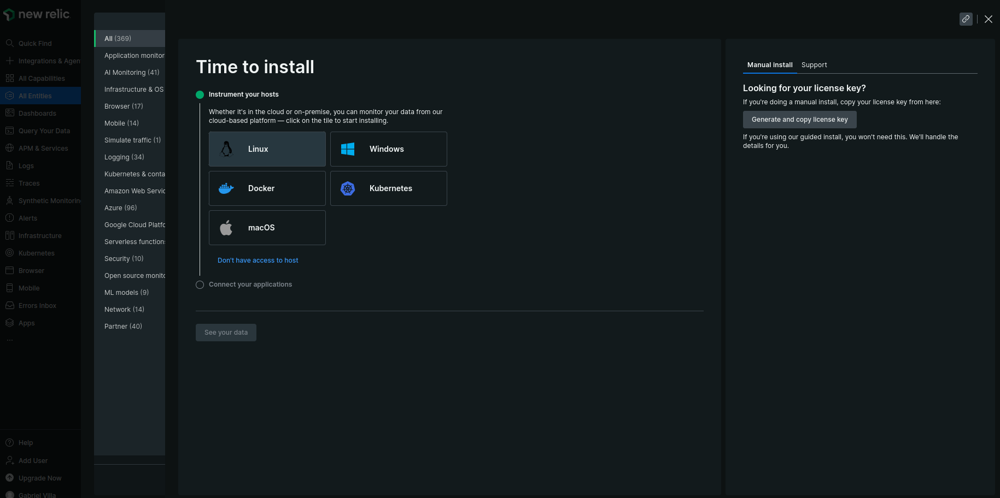 new relic
Quick Find
Integrations & Agen
All Capabilities
All Entities
Dashboards
Query Your Data
APM & Services
Logs
Traces
Synthetic Monitorin
Alerts
Infrastructure
Kubernetes
Browser
Mobile
Errors Inbox
Apps
...
Help
Add User
Upgrade Now
Gabriel Villa
All (369)
Application monitor
AI Monitoring (41)
Infrastructure & OS
Browser (17)
Mobile (14)
Simulate traffic (1)
Logging (34)
Kubernetes & conta
Amazon Web Servic
Azure (96)
Google Cloud Platfo
Serverless functions
Security (10)
Open source monito
ML models (9)
Network (14)
Partner (40)
Time to install
Instrument your hosts
Whether it's in the cloud or on-premise, you can monitor your data from our
cloud-based platform — click on the tile to start installing.
Linux
Windows
Docker
Kubernetes
macOS
Don't have access to host
Connect your applications
See your data
Manual install
Support
Looking for your license key?
If you're doing a manual install, copy your license key from here:
Generate and copy license key
If you're using our guided install, you won't need this. We'll handle the
details for you.